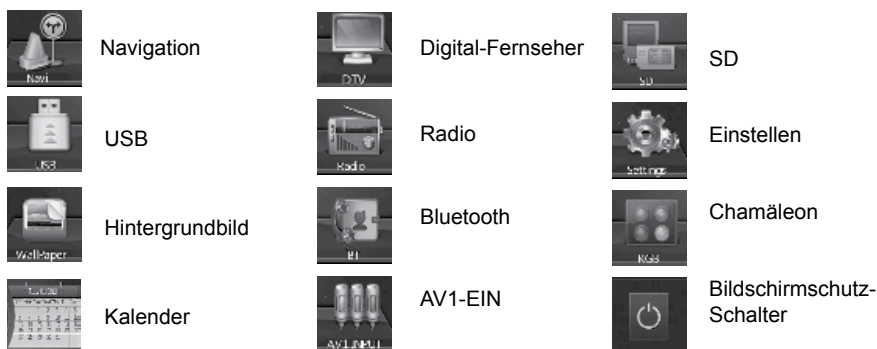 Navi
Navigation
DTV
Digital-Fernseher
SD
SD
USB
USB
Radio
Radio
Settings
Einstellen
WallPaper
Hintergrundbild
BT
Bluetooth
RGB
Chamäleon
Kalender
AV1 INPUT
AV1-EIN
Bildschirmschutz-
Schalter